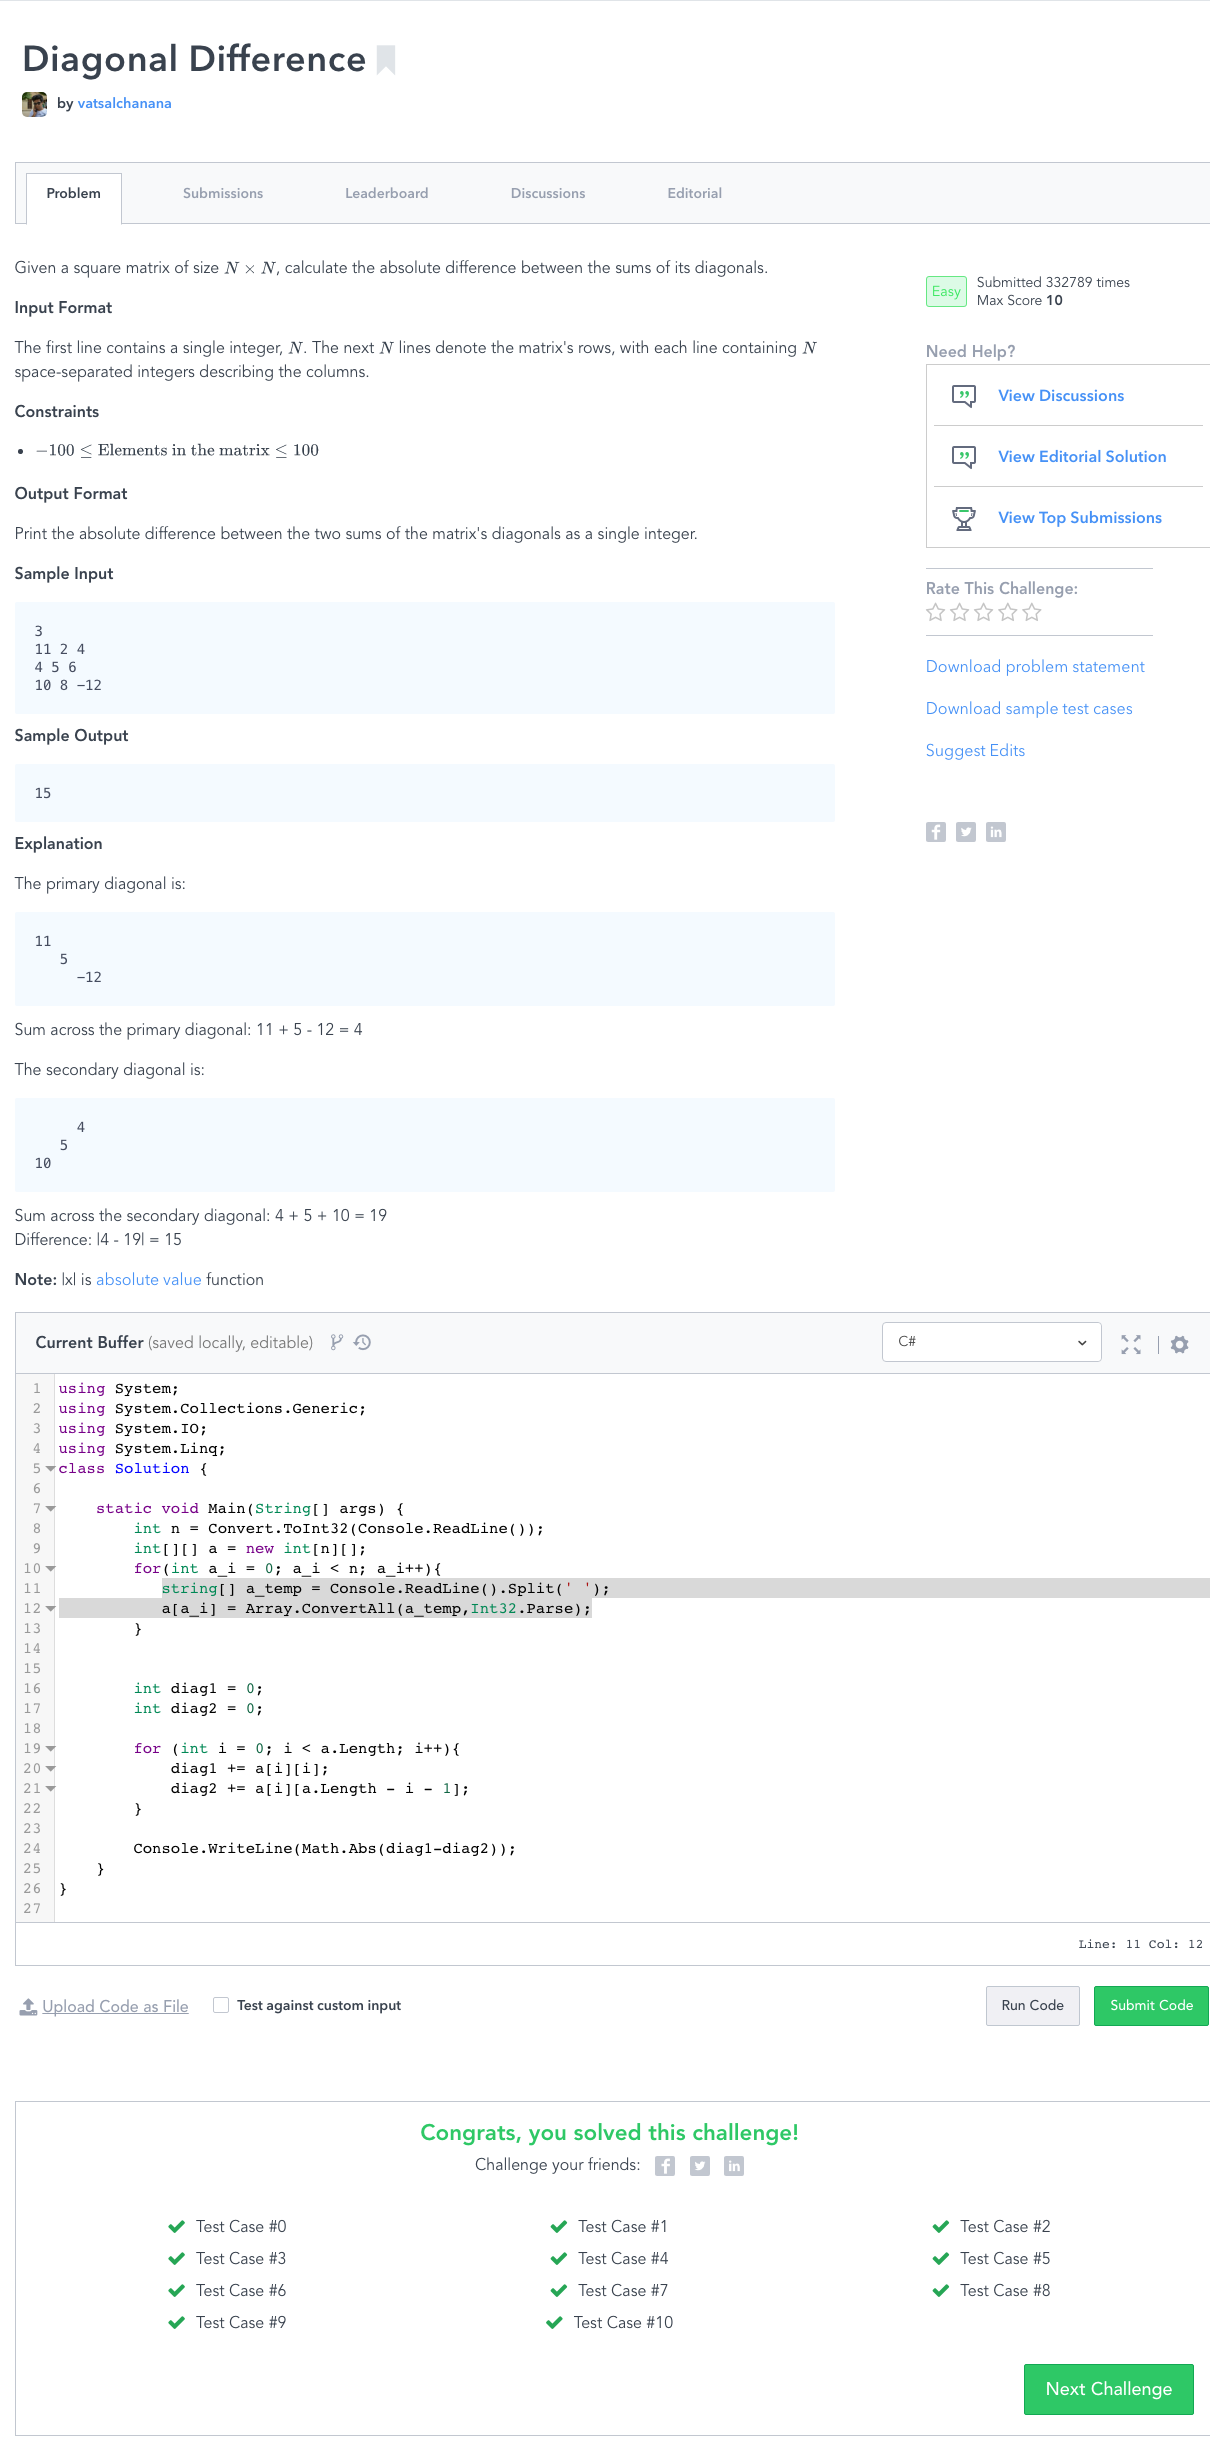 Diagonal Difference
by vatsalchanana
Problem Submissions Leaderboard Discussions Editorial
Given a square matrix of size N × N, calculate the absolute difference between the sums of its diagonals.
Input Format
The first line contains a single integer, N. The next N lines denote the matrix's rows, with each line containing N
space-separated integers describing the columns.
Constraints
• −100 ≤ Elements in the matrix ≤ 100
Output Format
Print the absolute difference between the two sums of the matrix's diagonals as a single integer.
Sample Input
3
11 2 4
4 5 6
10 8 -12
Sample Output
15
Explanation
The primary diagonal is:
11
5
-12
Sum across the primary diagonal: 11 + 5 - 12 = 4
The secondary diagonal is:
4
5
10
Sum across the secondary diagonal: 4 + 5 + 10 = 19
Difference: |4 - 19| = 15
Note: |x| is absolute value function
Easy
Submitted 332789 times
Max Score 10
Need Help?
View Discussions
View Editorial Solution
View Top Submissions
Rate This Challenge:
Download problem statement
Download sample test cases
Suggest Edits
Current Buffer (saved locally, editable) C#
1 using System;
2 using System.Collections.Generic;
3 using System.IO;
4 using System.Linq;
5 class Solution {
6
7 static void Main(String[] args) {
8 int n = Convert.ToInt32(Console.ReadLine());
9 int[][] a = new int[n][];
10 for(int a_i = 0; a_i < n; a_i++){
11 string[] a_temp = Console.ReadLine().Split(' ');
12 a[a_i] = Array.ConvertAll(a_temp,Int32.Parse);
13 }
14
15
16 int diag1 = 0;
17 int diag2 = 0;
18
19 for (int i = 0; i < a.Length; i++){
20 diag1 += a[i][i];
21 diag2 += a[i][a.Length - i - 1];
22 }
23
24 Console.WriteLine(Math.Abs(diag1-diag2));
25 }
26 }
27
Line: 11 Col: 12
Upload Code as File Test against custom input Run Code Submit Code
Congrats, you solved this challenge!
Challenge your friends:
Test Case #0 Test Case #1 Test Case #2
Test Case #3 Test Case #4 Test Case #5
Test Case #6 Test Case #7 Test Case #8
Test Case #9 Test Case #10
Next Challenge